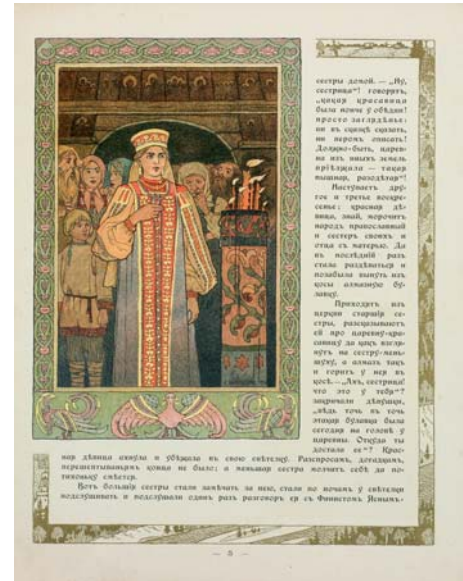 сестры домой. — „Ну,
сестрица“! говорятъ,
„какая красавица
была нонче у обѣдни!
просто заглядѣнье:
ни въ сказкѣ сказать,
ни перомъ описать!
Должно-быть, царев-
на изъ иныхъ земель
пріѣзжала — такая
пышная, разодѣтая“!
Наступаетъ дру-
гое и третье воскре-
сенье; красная дѣ-
вица, знай, морочитъ
народъ православный
и сестеръ своихъ и
отца съ матерью. Да
въ послѣдній разъ
стала раздѣваться и
позабыла вынуть изъ
косы алмазную бу-
лавку.
Приходятъ изъ
церкви старшія се-
стры, разсказываютъ
ей про царевну-кра-
савицу да какъ взгля-
нутъ на сестру-мень-
шуюю, а алмазъ такъ
и горитъ у нея въ
косѣ. — „Ахъ, сестрица!
что это у тебя“?
закричали дѣвушки,
„вѣдь точь въ точь
этакая булавка была
сегодня на головѣ у
царевны. Откуда ты
достала ее“? Крас-
ная дѣвица ахнула и убѣжала въ свою свѣтелку. Разспросамъ, догадкамъ,
перешептываньямъ конца не было; а меньшая сестра молчитъ себѣ да по-
тихоньку смѣется.
Вотъ большія сестры стали замѣчать за нею, стали по ночамъ у свѣтелки
подслушивать и подслушали одинъ разъ разговоръ ея съ Финистомъ Яснымъ-
— 5 —